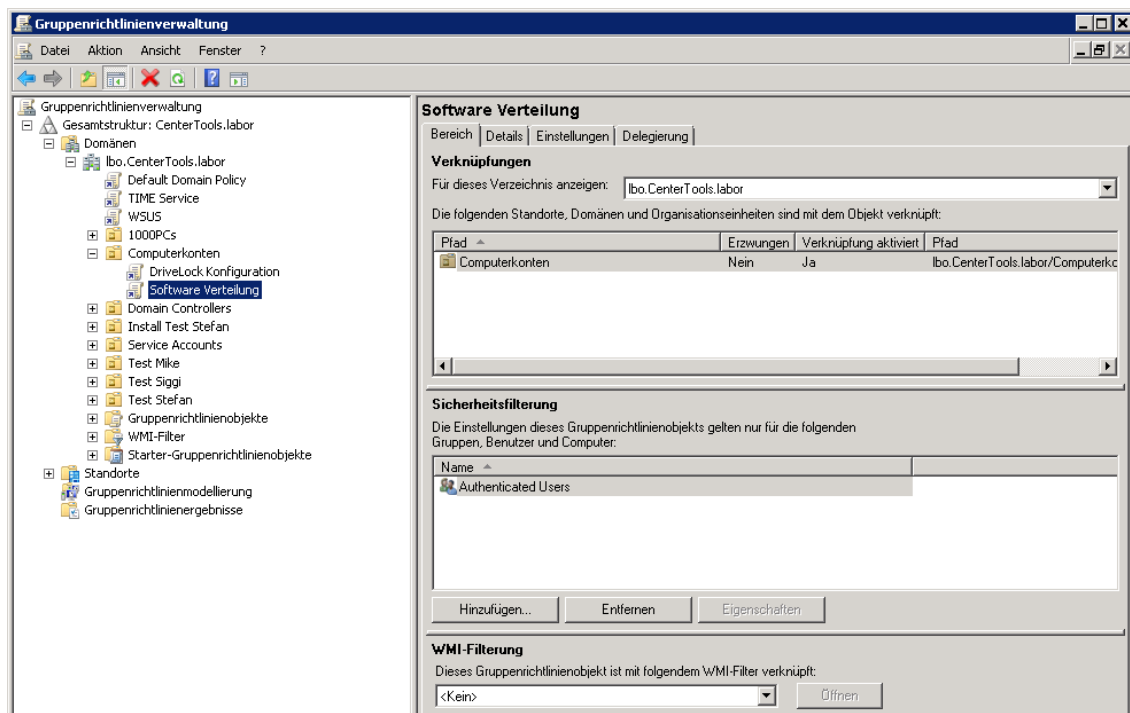 Gruppenrichtlinienverwaltung
Datei Aktion Ansicht Fenster ?
Gruppenrichtlinienverwaltung
Gesamtstruktur: CenterTools.labor
Domänen
lbo.CenterTools.labor
Default Domain Policy
TIME Service
WSUS
1000PCs
Computerkonten
DriveLock Konfiguration
Software Verteilung
Domain Controllers
Install Test Stefan
Service Accounts
Test Mike
Test Siggi
Test Stefan
Gruppenrichtlinienobjekte
WMI-Filter
Starter-Gruppenrichtlinienobjekte
Standorte
Gruppenrichtlinienmodellierung
Gruppenrichtlinienergebnisse
Software Verteilung
Bereich Details Einstellungen Delegierung
Verknüpfungen
Für dieses Verzeichnis anzeigen: lbo.CenterTools.labor
Die folgenden Standorte, Domänen und Organisationseinheiten sind mit dem Objekt verknüpft:
Pfad Erzwungen Verknüpfung aktiviert Pfad
Computerkonten Nein Ja lbo.CenterTools.labor/Computerkc
Sicherheitsfilterung
Die Einstellungen dieses Gruppenrichtlinienobjekts gelten nur für die folgenden
Gruppen, Benutzer und Computer:
Name
Authenticated Users
Hinzufügen... Entfernen Eigenschaften
WMI-Filterung
Dieses Gruppenrichtlinienobjekt ist mit folgendem WMI-Filter verknüpft:
<Kein> Öffnen